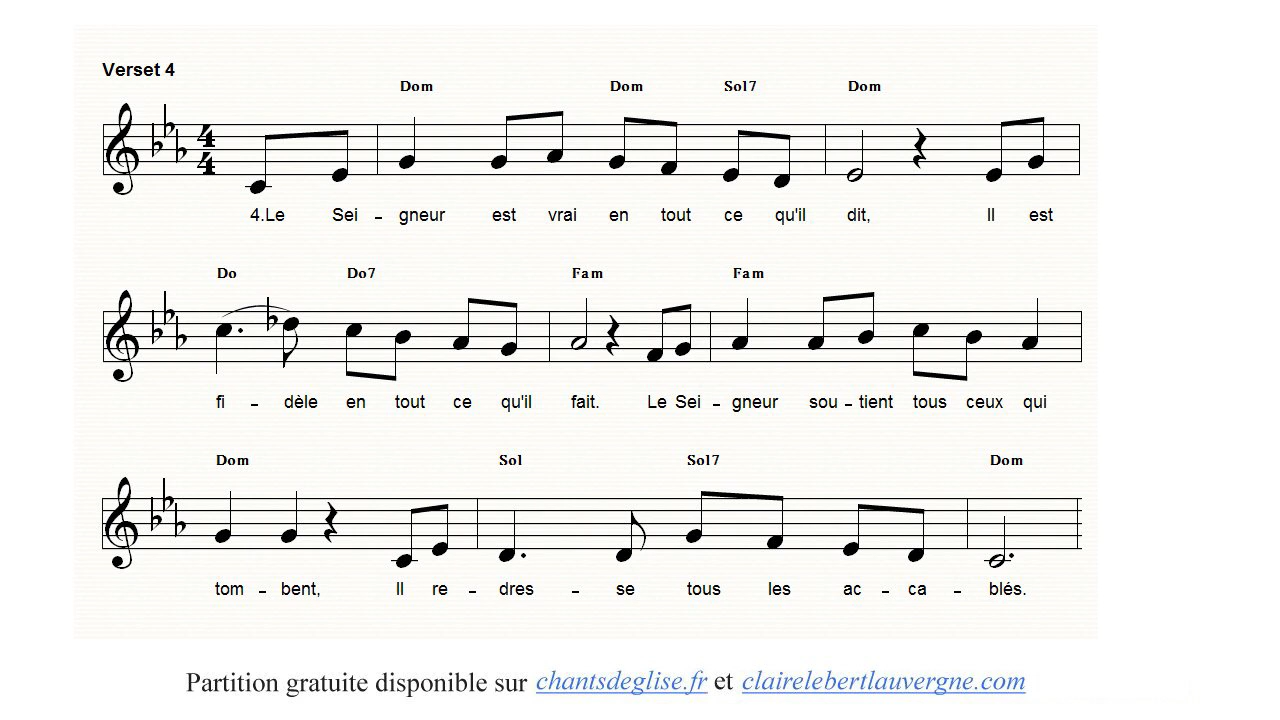 Verset 4
Dom Dom Sol7 Dom
4
4
4.Le Sei - gneur est vrai en tout ce qu'il dit, Il est
Do Do7 Fam Fam
fi - dèle en tout ce qu'il fait. Le Sei - gneur sou - tient tous ceux qui
Dom Sol Sol7 Dom
tom - bent, Il re - dres - se tous les ac - ca - blés.
Partition gratuite disponible sur chantsdeglise.fr et clairelebertlauvergne.com